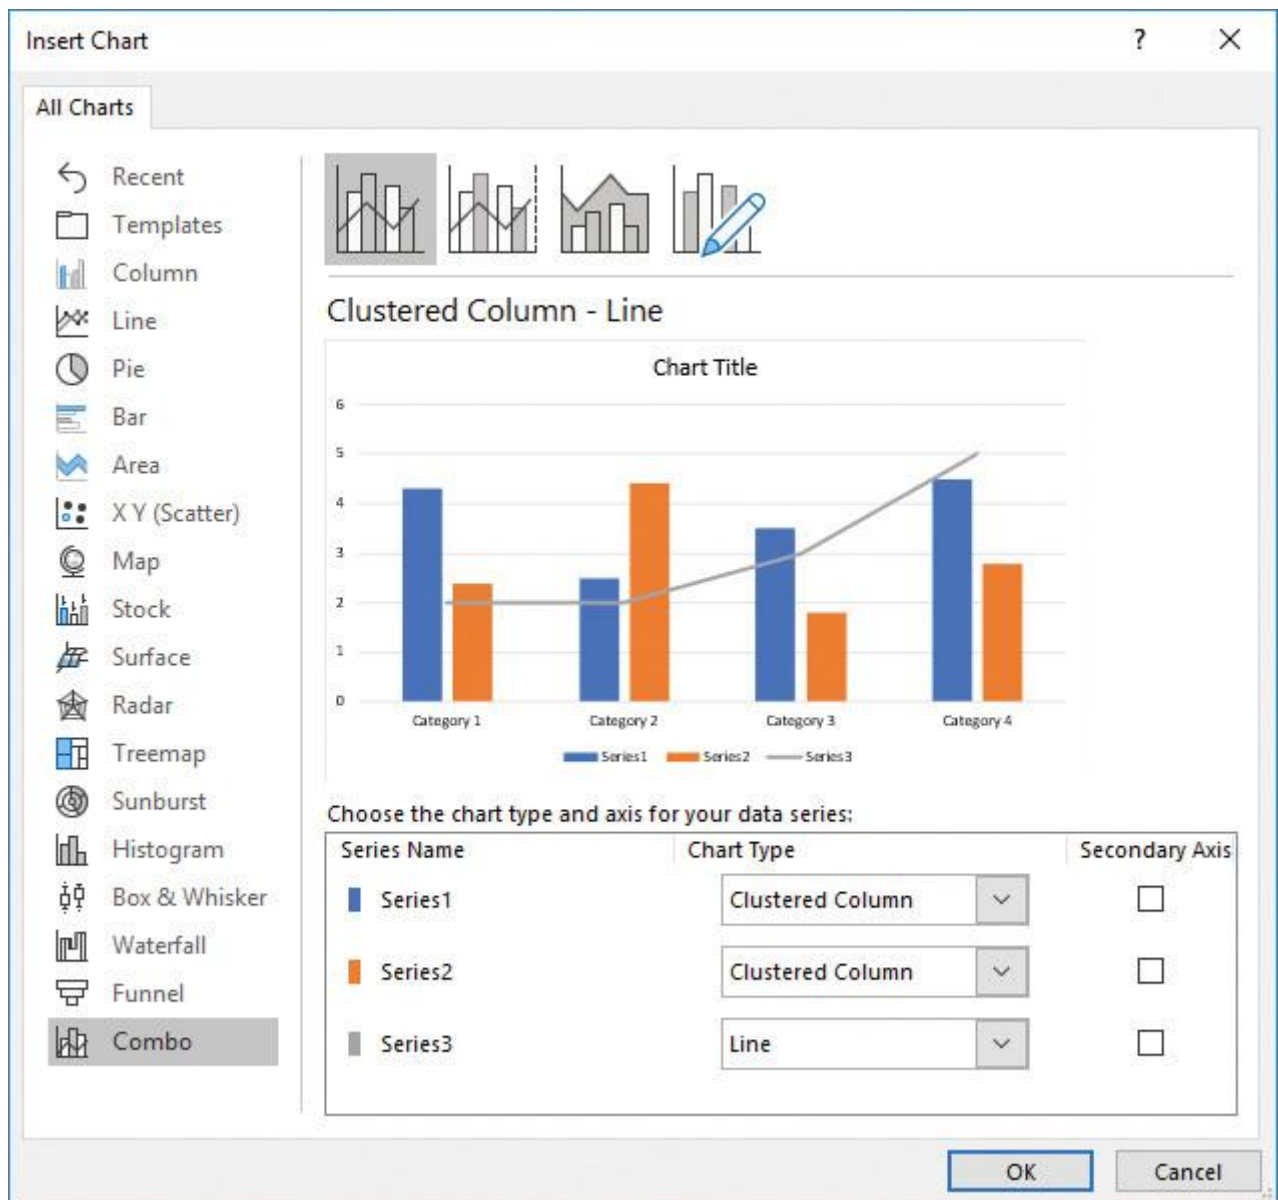 Insert Chart
?
All Charts
Recent
Templates
Column
Line
Pie
Bar
Area
X Y (Scatter)
Map
Stock
Surface
Radar
Treemap
Sunburst
Histogram
Box & Whisker
Waterfall
Funnel
Combo
Clustered Column - Line
Chart Title
6
5
4
3
2
1
0
Category 1 Category 2 Category 3 Category 4
Series1 Series2 Series3
Choose the chart type and axis for your data series:
Series Name Chart Type Secondary Axis
Series1 Clustered Column
Series2 Clustered Column
Series3 Line
OK Cancel